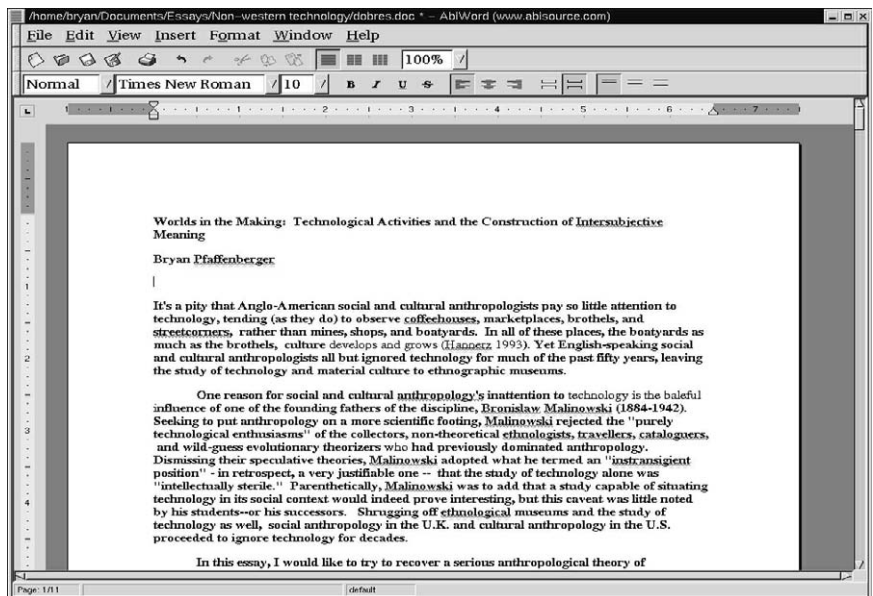 /home/bryan/Documents/Essays/Non-western technology/dobres.doc * - AbiWord (www.abisource.com)
File Edit View Insert Format Window Help
100%
Normal Times New Roman 10 B I U S
1 1 2 3 4 5 6 7
Worlds in the Making: Technological Activities and the Construction of Intersubjective
Meaning
Bryan Pfaffenberger
It's a pity that Anglo-American social and cultural anthropologists pay so little attention to
technology, tending (as they do) to observe coffeehouses, marketplaces, brothels, and
streetcorners, rather than mines, shops, and boatyards. In all of these places, the boatyards as
much as the brothels, culture develops and grows (Hannerz 1993). Yet English-speaking social
and cultural anthropologists all but ignored technology for much of the past fifty years, leaving
the study of technology and material culture to ethnographic museums.
One reason for social and cultural anthropology's inattention to technology is the baleful
influence of one of the founding fathers of the discipline, Bronislaw Malinowski (1884-1942).
Seeking to put anthropology on a more scientific footing, Malinowski rejected the "purely
technological enthusiasms" of the collectors, non-theoretical ethnologists, travellers, cataloguers,
and wild-guess evolutionary theorizers who had previously dominated anthropology.
Dismissing their speculative theories, Malinowski adopted what he termed an "instransigient
position" - in retrospect, a very justifiable one -- that the study of technology alone was
"intellectually sterile." Parenthetically, Malinowski was to add that a study capable of situating
technology in its social context would indeed prove interesting, but this caveat was little noted
by his students--or his successors. Shrugging off ethnological museums and the study of
technology as well, social anthropology in the U.K. and cultural anthropology in the U.S.
proceeded to ignore technology for decades.
In this essay, I would like to try to recover a serious anthropological theory of
1
2
3
4
Page: 1/11 default